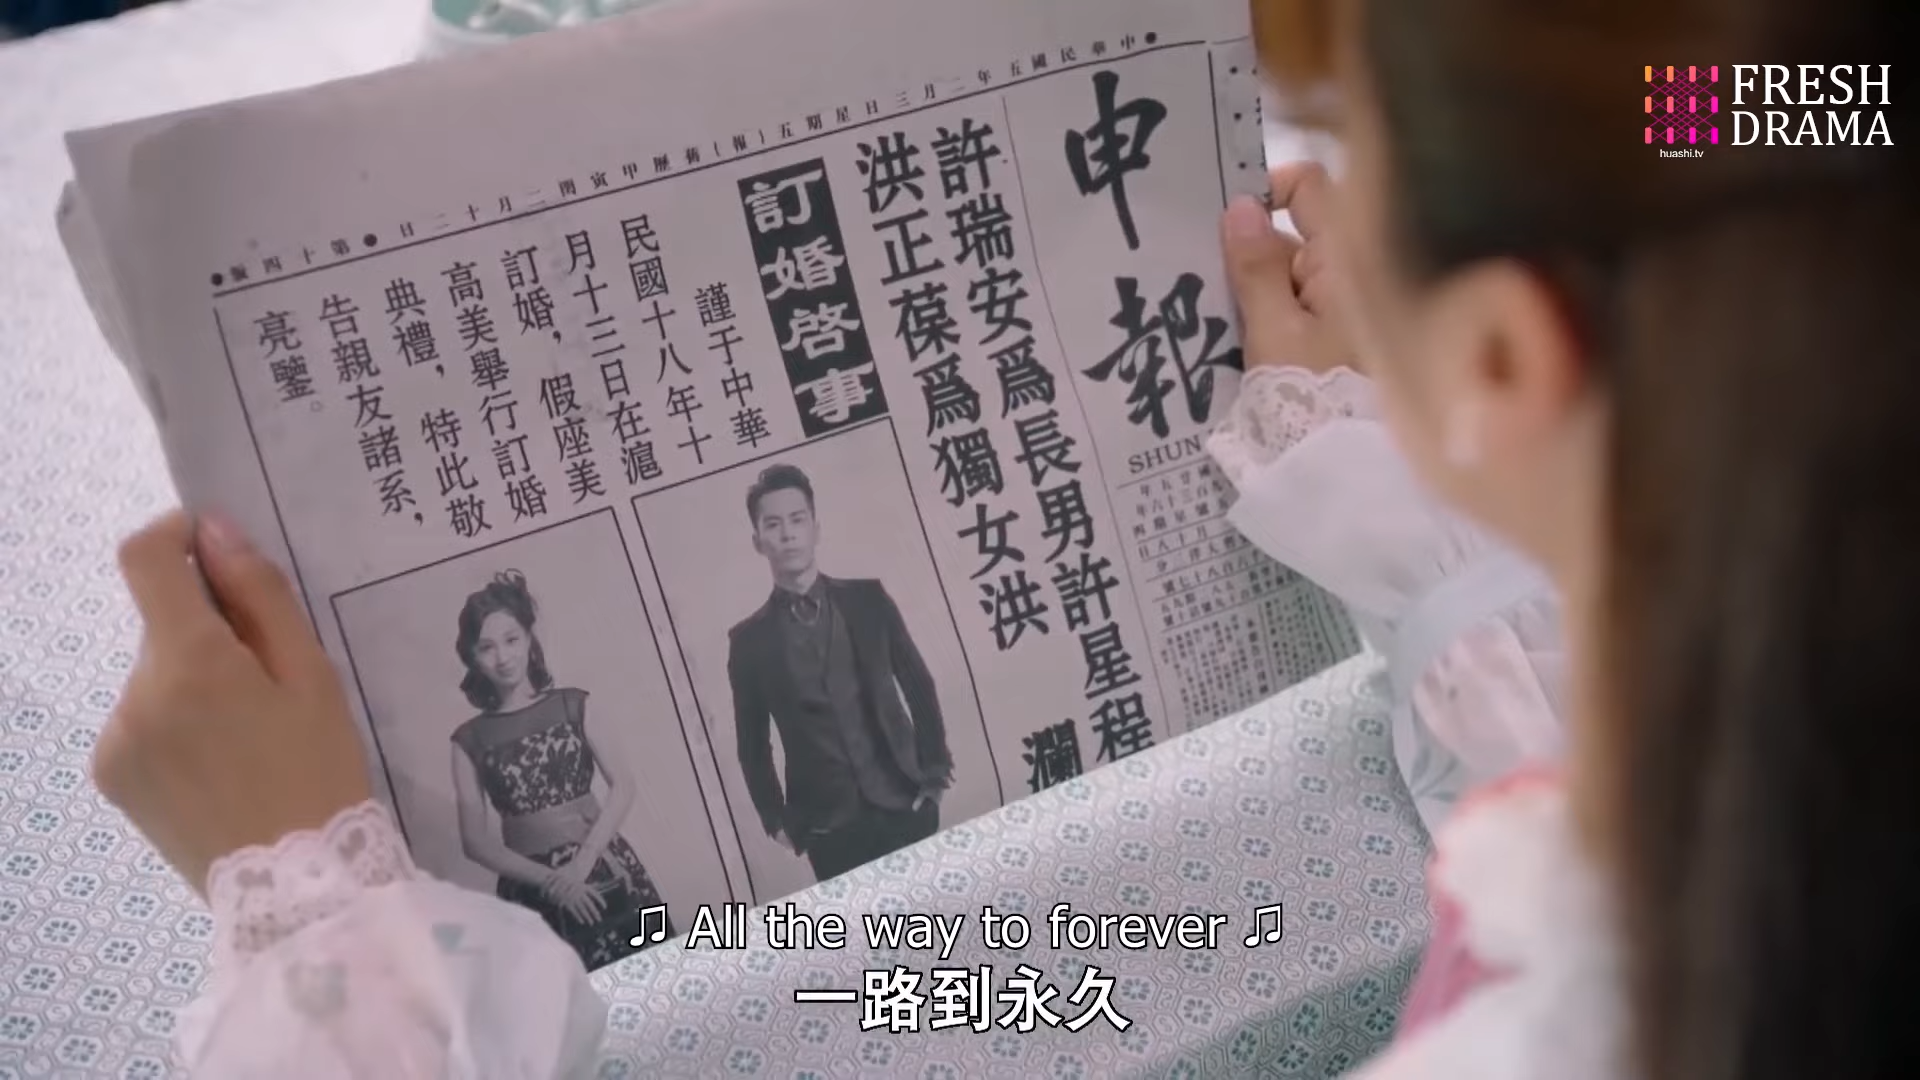 FRESH
DRAMA
huashi.tv
中華民國五年二月三日星期五(報)舊歷甲寅閏二月十二日●第十四版
申報
SHUN
許瑞安爲長男許星程
洪正葆爲獨女洪 瀾
訂婚啓事
謹于中華
民國十八年十
月十三日在滬
訂婚，假座美
高美舉行訂婚
典禮，特此敬
告親友諸系，
亮鑒。
♫ All the way to forever ♫
一路到永久